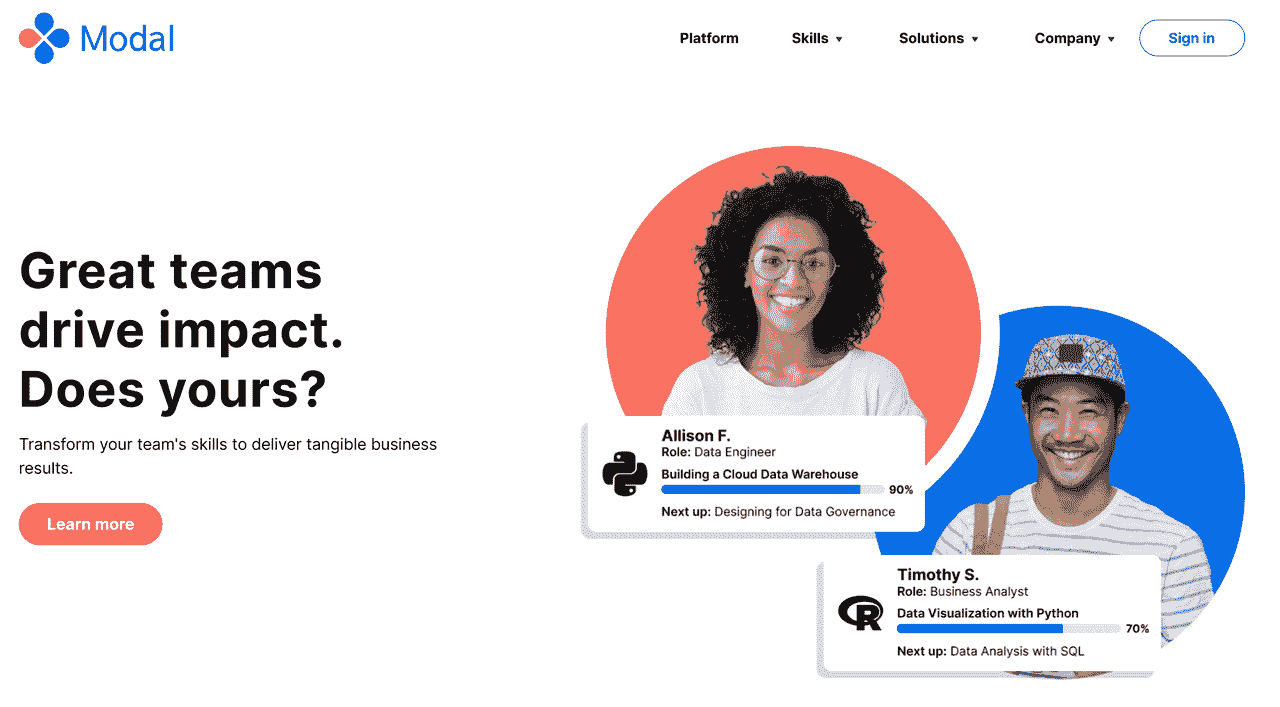 Modal
Platform
Skills
Solutions
Company
Sign in
Great teams
drive impact.
Does yours?
Transform your team's skills to deliver tangible business
results.
Learn more
Allison F.
Role: Data Engineer
Building a Cloud Data Warehouse
90%
Next up: Designing for Data Governance
R
Timothy S.
Role: Business Analyst
Data Visualization with Python
70%
Next up: Data Analysis with SQL